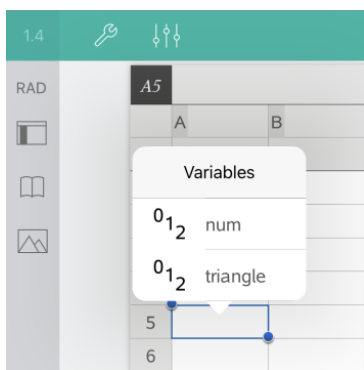 1.4
RAD
A5
A B
Variables
0 1 2 num
0 1 2 triangle
5
6